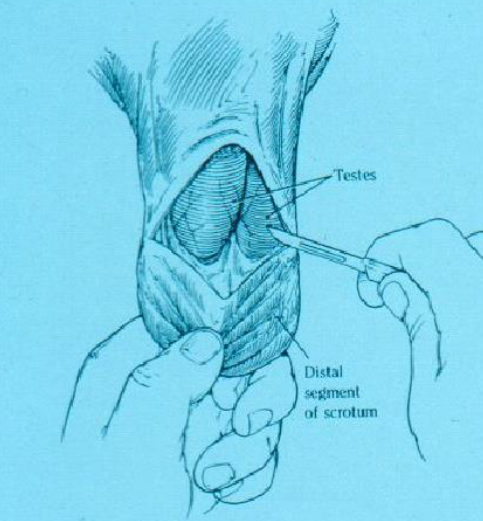 Testes
Distal
segment
of scrotum